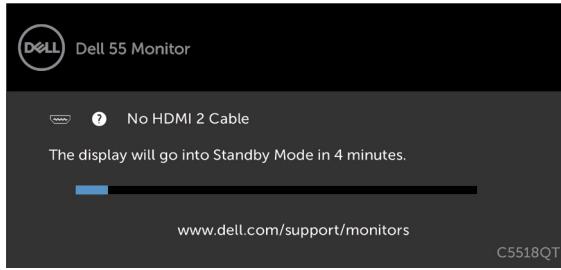 DELL
Dell 55 Monitor
? No HDMI 2 Cable
The display will go into Standby Mode in 4 minutes.
www.dell.com/support/monitors
C5518QT